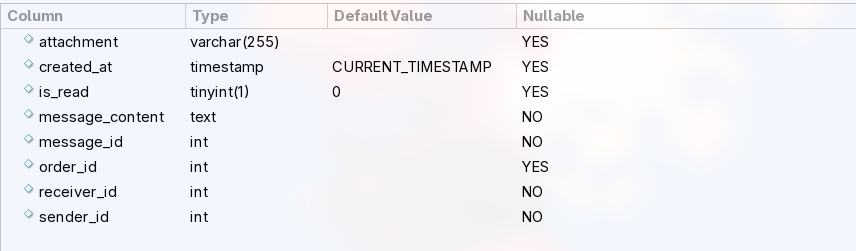 Column Type Default Value Nullable
attachment varchar(255) YES
created_at timestamp CURRENT_TIMESTAMP YES
is_read tinyint(1) 0 YES
message_content text NO
message_id int NO
order_id int YES
receiver_id int NO
sender_id int NO